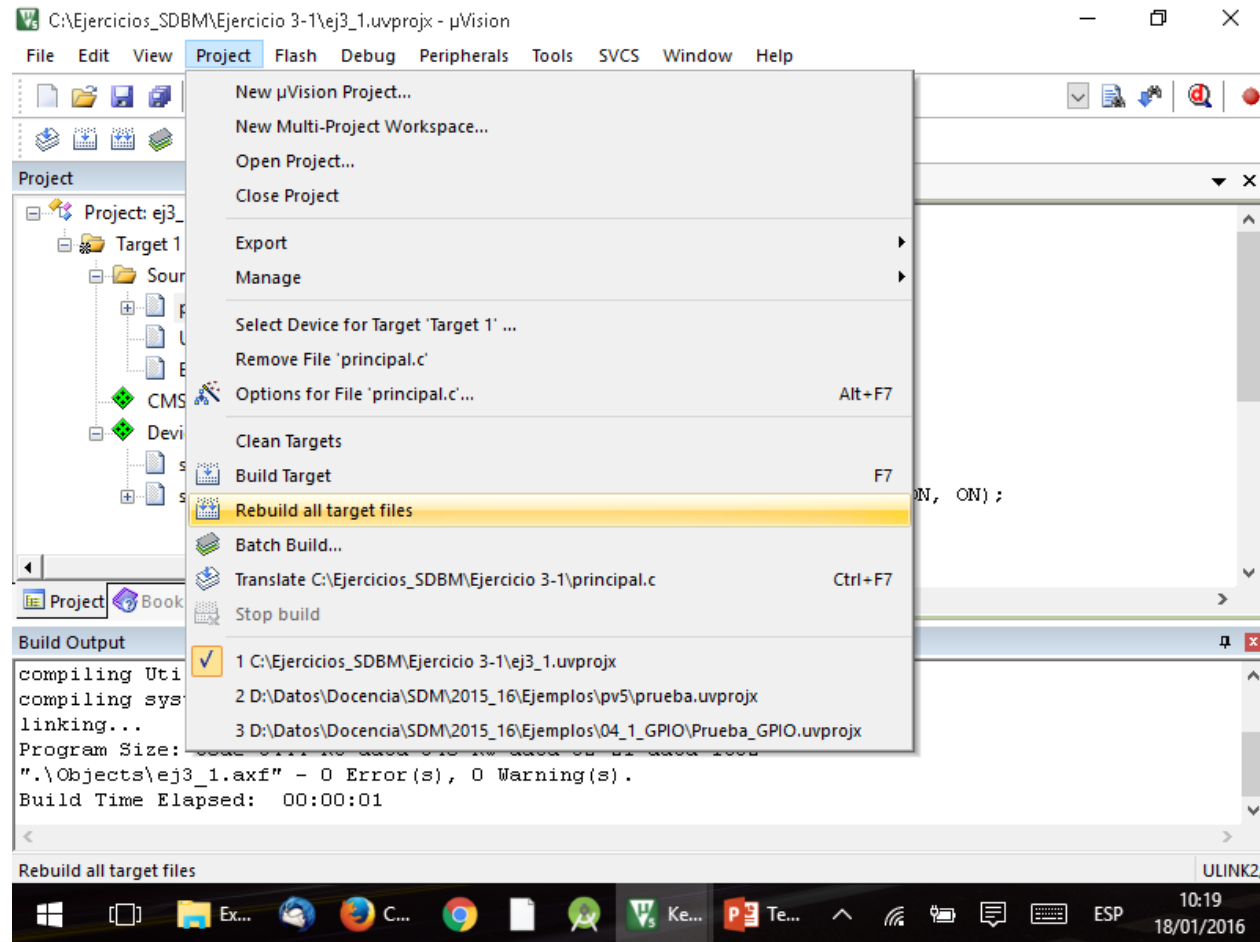 C:\Ejercicios_SDBM\Ejercicio 3-1\ej3_1.uvprojx - µVision
File Edit View Project Flash Debug Peripherals Tools SVCS Window Help
New µVision Project...
New Multi-Project Workspace...
Open Project...
Close Project
Export
Manage
Select Device for Target 'Target 1' ...
Remove File 'principal.c'
Options for File 'principal.c'... Alt+F7
Clean Targets
Build Target F7
Rebuild all target files
Batch Build...
Translate C:\Ejercicios_SDBM\Ejercicio 3-1\principal.c Ctrl+F7
Stop build
1 C:\Ejercicios_SDBM\Ejercicio 3-1\ej3_1.uvprojx
2 D:\Datos\Docencia\SDM\2015_16\Ejemplos\pv5\prueba.uvprojx
3 D:\Datos\Docencia\SDM\2015_16\Ejemplos\04_1_GPIO\Prueba_GPIO.uvprojx
Project
Project: ej3_
Target 1
Sour
CMS
Devi
ON, ON);
Project Book
Build Output
compiling Uti
compiling sys
linking...
Program Size:
".\Objects\ej3_1.axf" - 0 Error(s), 0 Warning(s).
Build Time Elapsed: 00:00:01
Rebuild all target files ULINK2
Ex... C... Ke... Te... ESP 10:19
18/01/2016